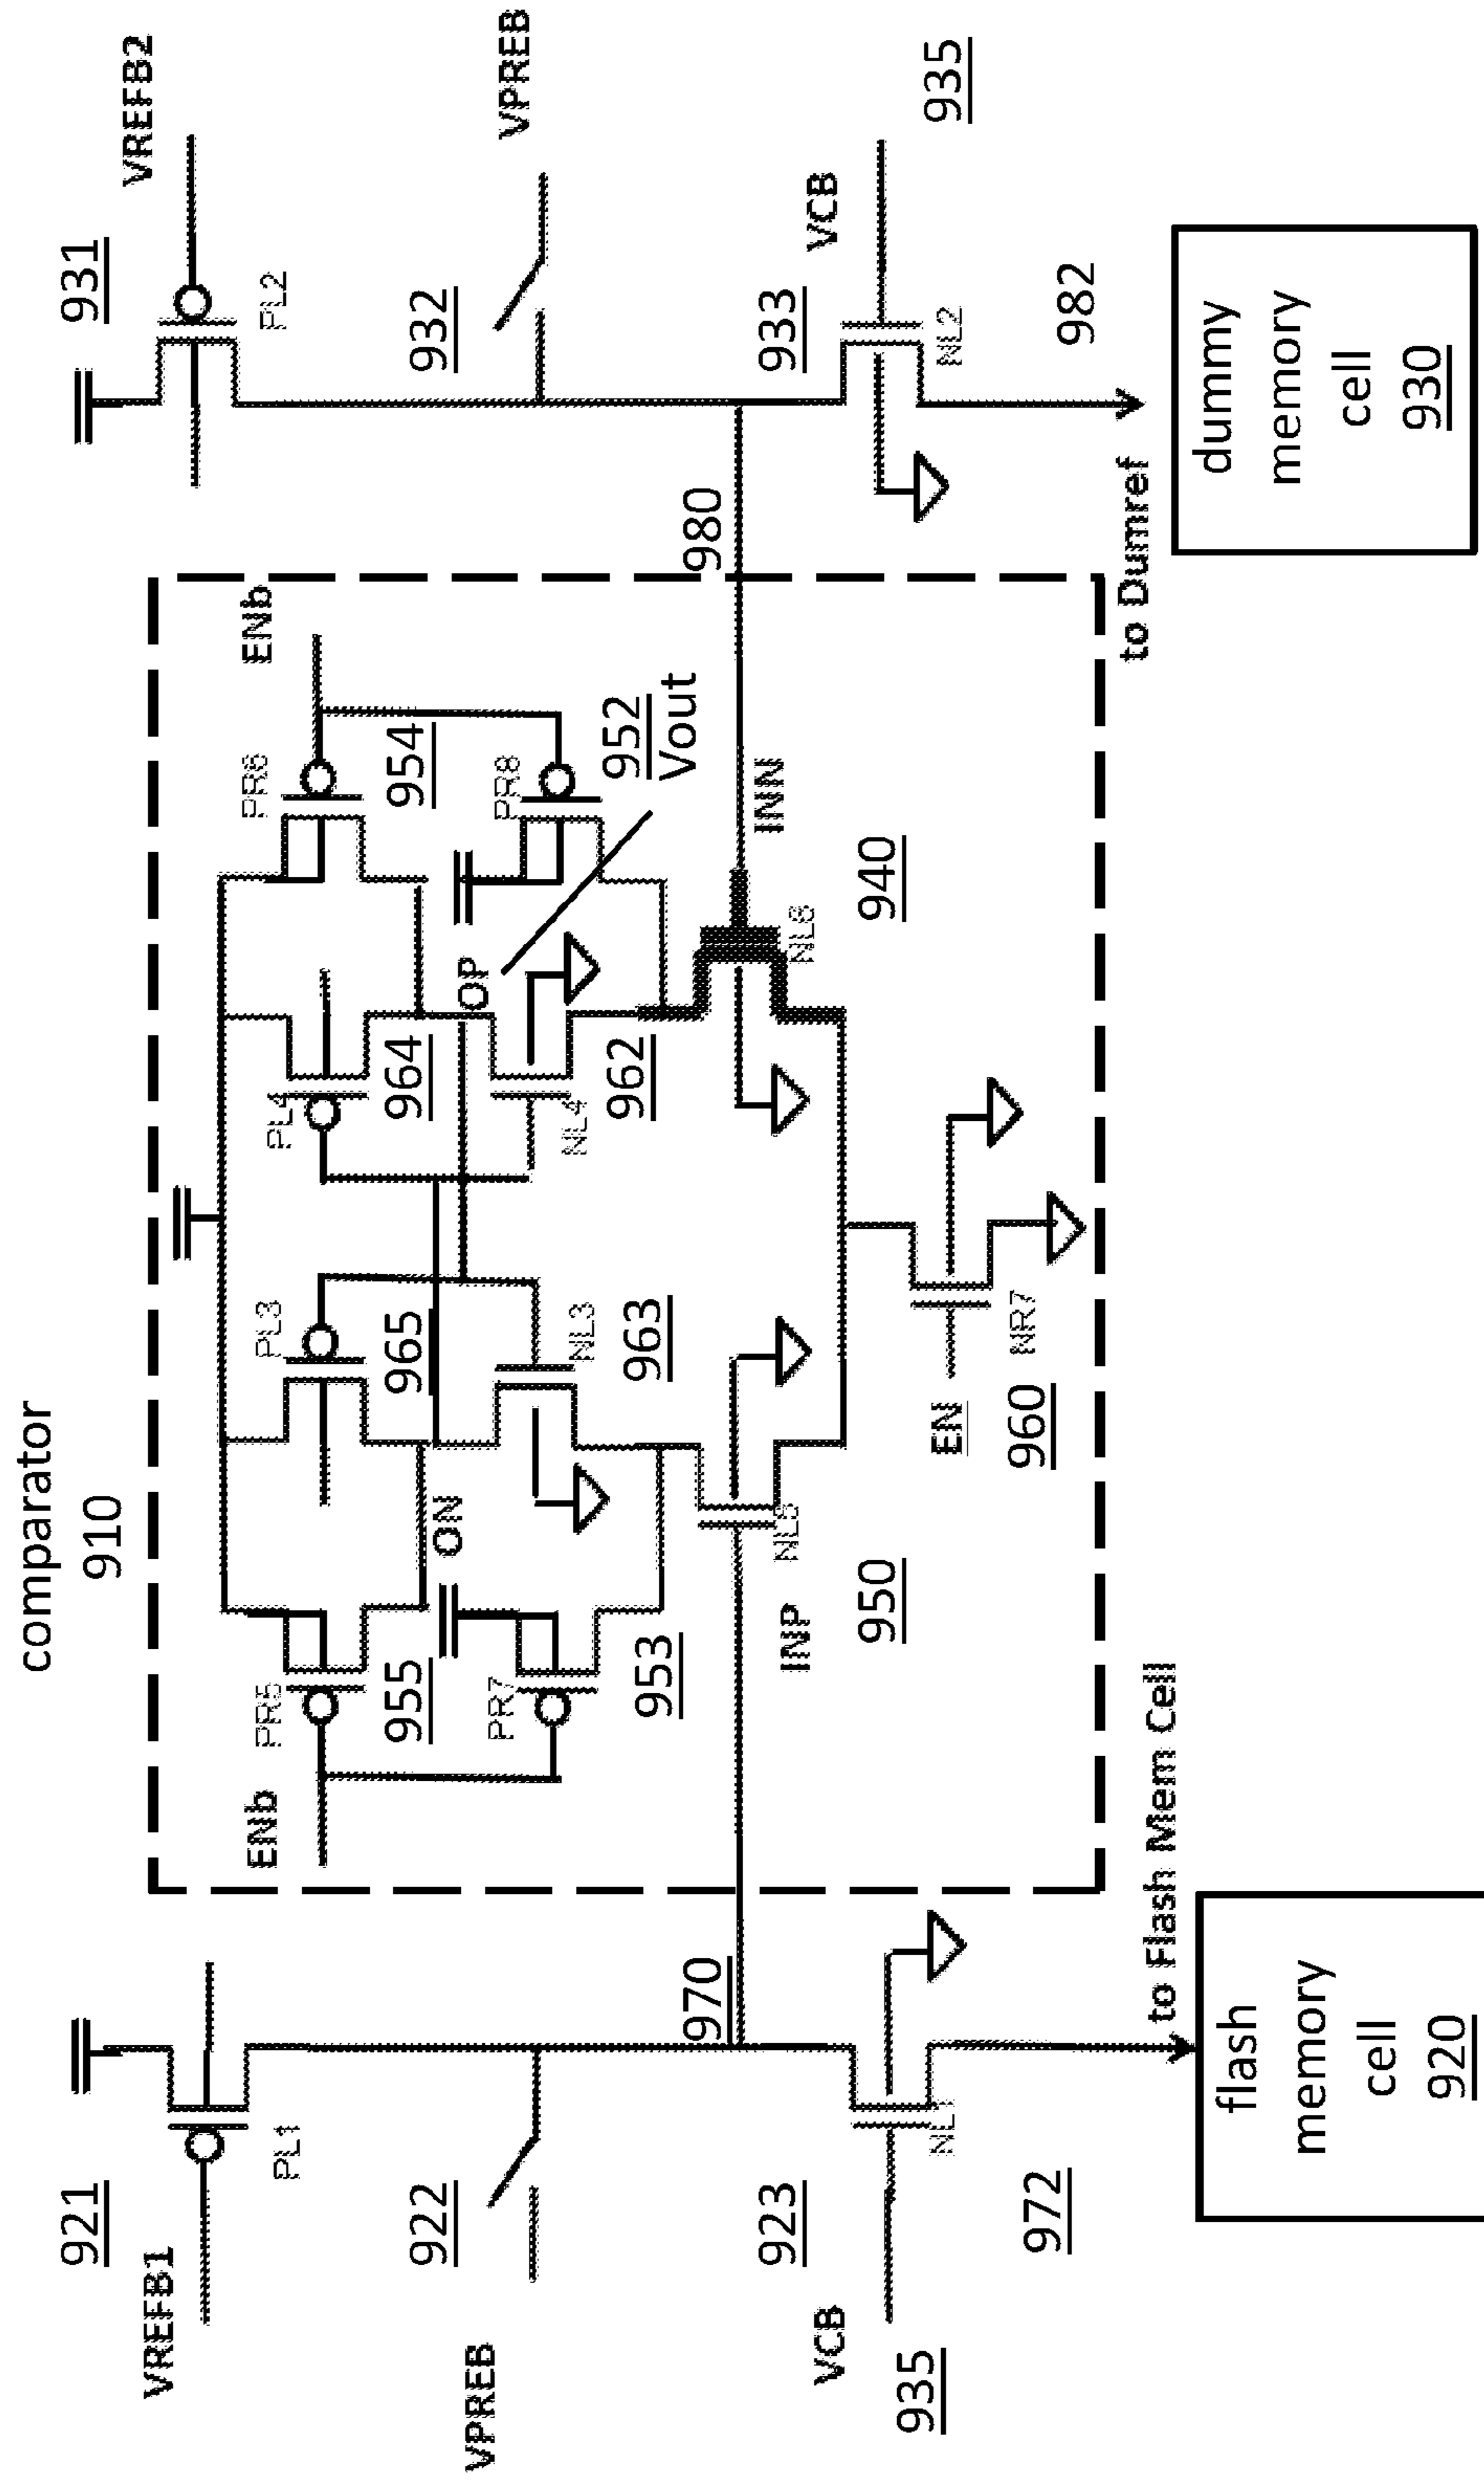 comparator
910
921
VREFB1
PL1
922
VPREB
923
VCB
935
NL1
972
970
to Flash Mem Cell
flash
memory
cell
920
ENb
PR5
955
PR7
953
ON
PL3
965
NL3
963
INP
950
EN
960
NR7
PL4
964
NL4
962
OP
ENb
PR6
954
PR8
952
Vout
INN
940
980
931
VREFB2
PL2
932
VPREB
933
VCB
935
NL2
982
to Dumref
dummy
memory
cell
930